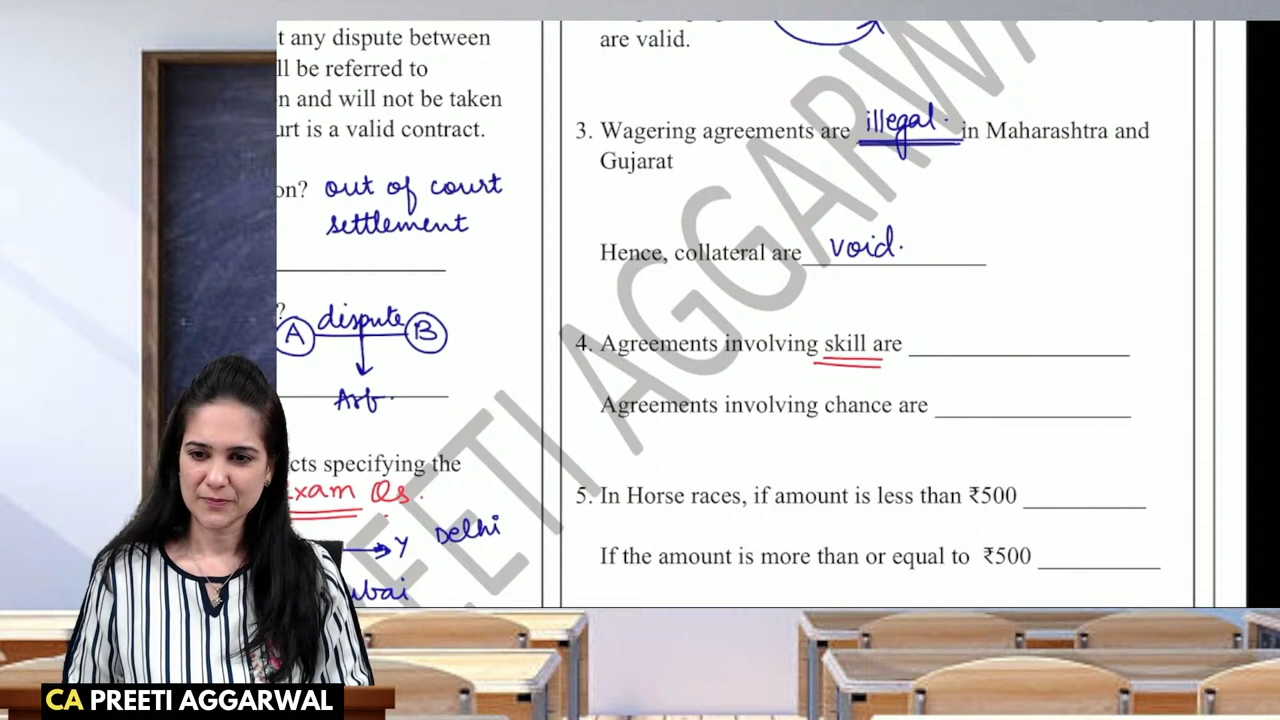 t any dispute between
ll be referred to
n and will not be taken
urt is a valid contract.
on? out of court
settlement
?
A dispute B
Arb.
cts specifying the
Exam Qs.
Y Delhi
ubai
are valid.
3. Wagering agreements are illegal. in Maharashtra and
Gujarat
Hence, collateral are void.
4. Agreements involving skill are
Agreements involving chance are
5. In Horse races, if amount is less than ₹500
If the amount is more than or equal to ₹500
PREETI AGGARWA
CA PREETI AGGARWAL